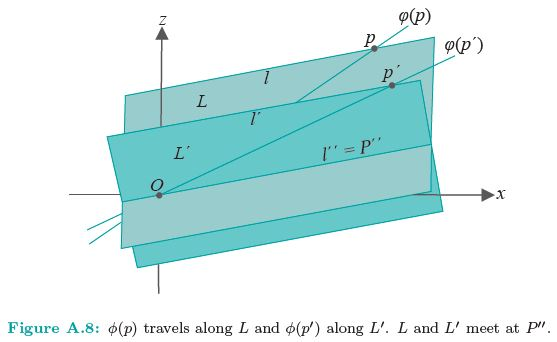 z
φ(p)
p
φ(p´)
p´
l
L
l´
L´
l´´ = P´´
O
x
Figure A.8: ϕ(p) travels along L and ϕ(p′) along L′. L and L′ meet at P″.